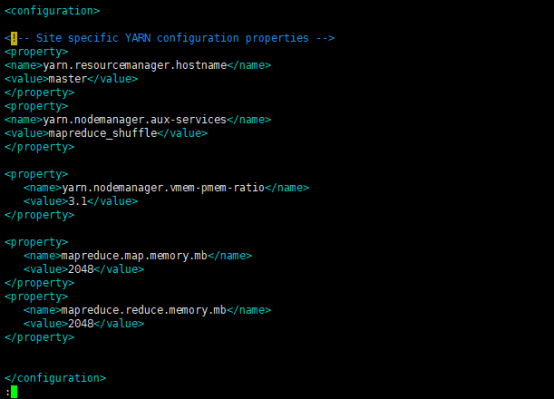 <configuration>
<!-- Site specific YARN configuration properties -->
<property>
<name>yarn.resourcemanager.hostname</name>
<value>master</value>
</property>
<property>
<name>yarn.nodemanager.aux-services</name>
<value>mapreduce_shuffle</value>
</property>
<property>
<name>yarn.nodemanager.vmem-pmem-ratio</name>
<value>3.1</value>
</property>
<property>
<name>mapreduce.map.memory.mb</name>
<value>2048</value>
</property>
<property>
<name>mapreduce.reduce.memory.mb</name>
<value>2048</value>
</property>
</configuration>
: